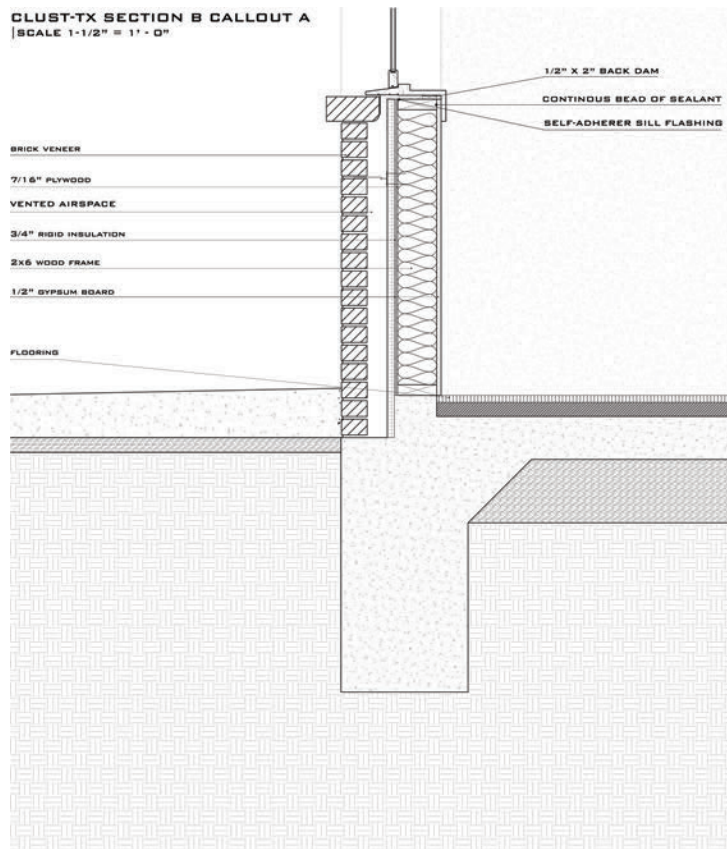 CLUST-TX SECTION B CALLOUT A
|SCALE 1-1/2" = 1' - 0"
1/2" X 2" BACK DAM
CONTINOUS BEAD OF SEALANT
SELF-ADHERER SILL FLASHING
BRICK VENEER
7/16" PLYWOOD
VENTED AIRSPACE
3/4" RIGID INSULATION
2X6 WOOD FRAME
1/2" GYPSUM BOARD
FLOORING